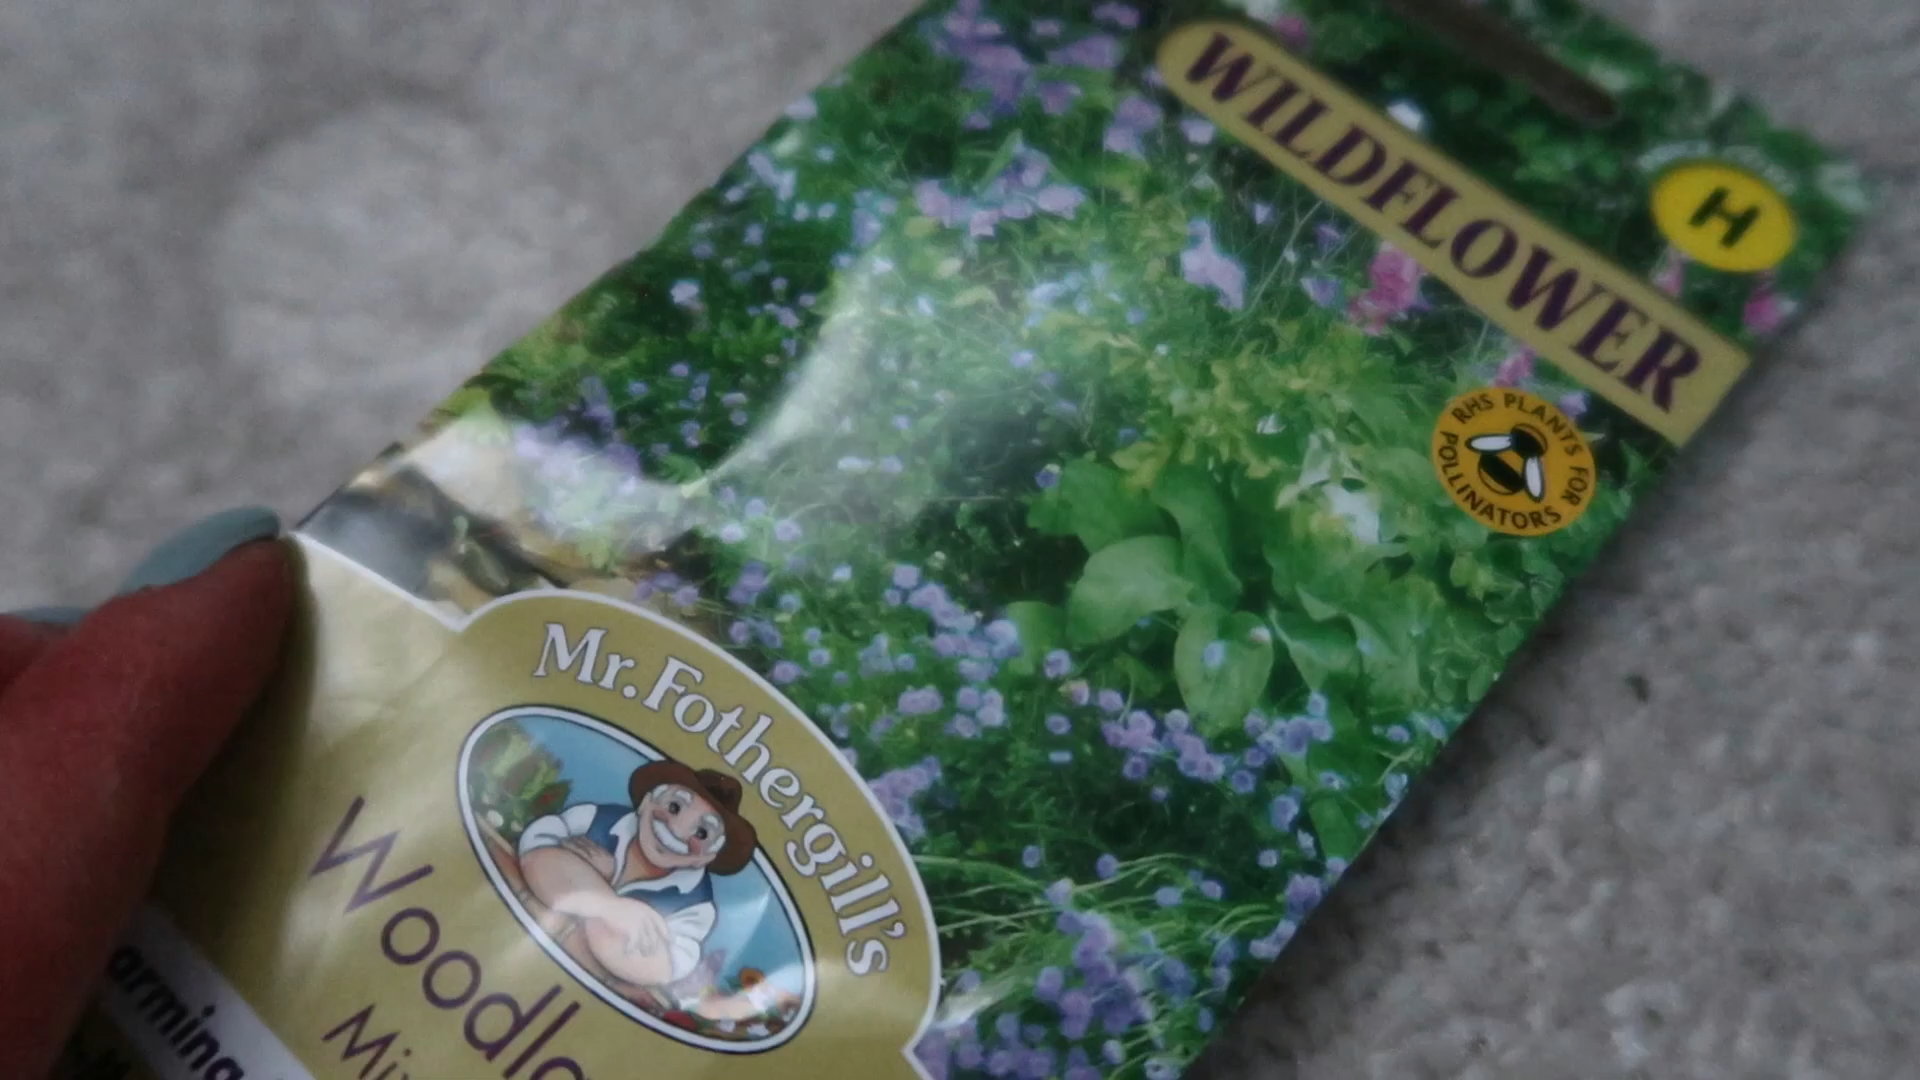 WILDFLOWER
H
RHS PLANTS FOR
POLLINATORS
Mr. Fothergill's